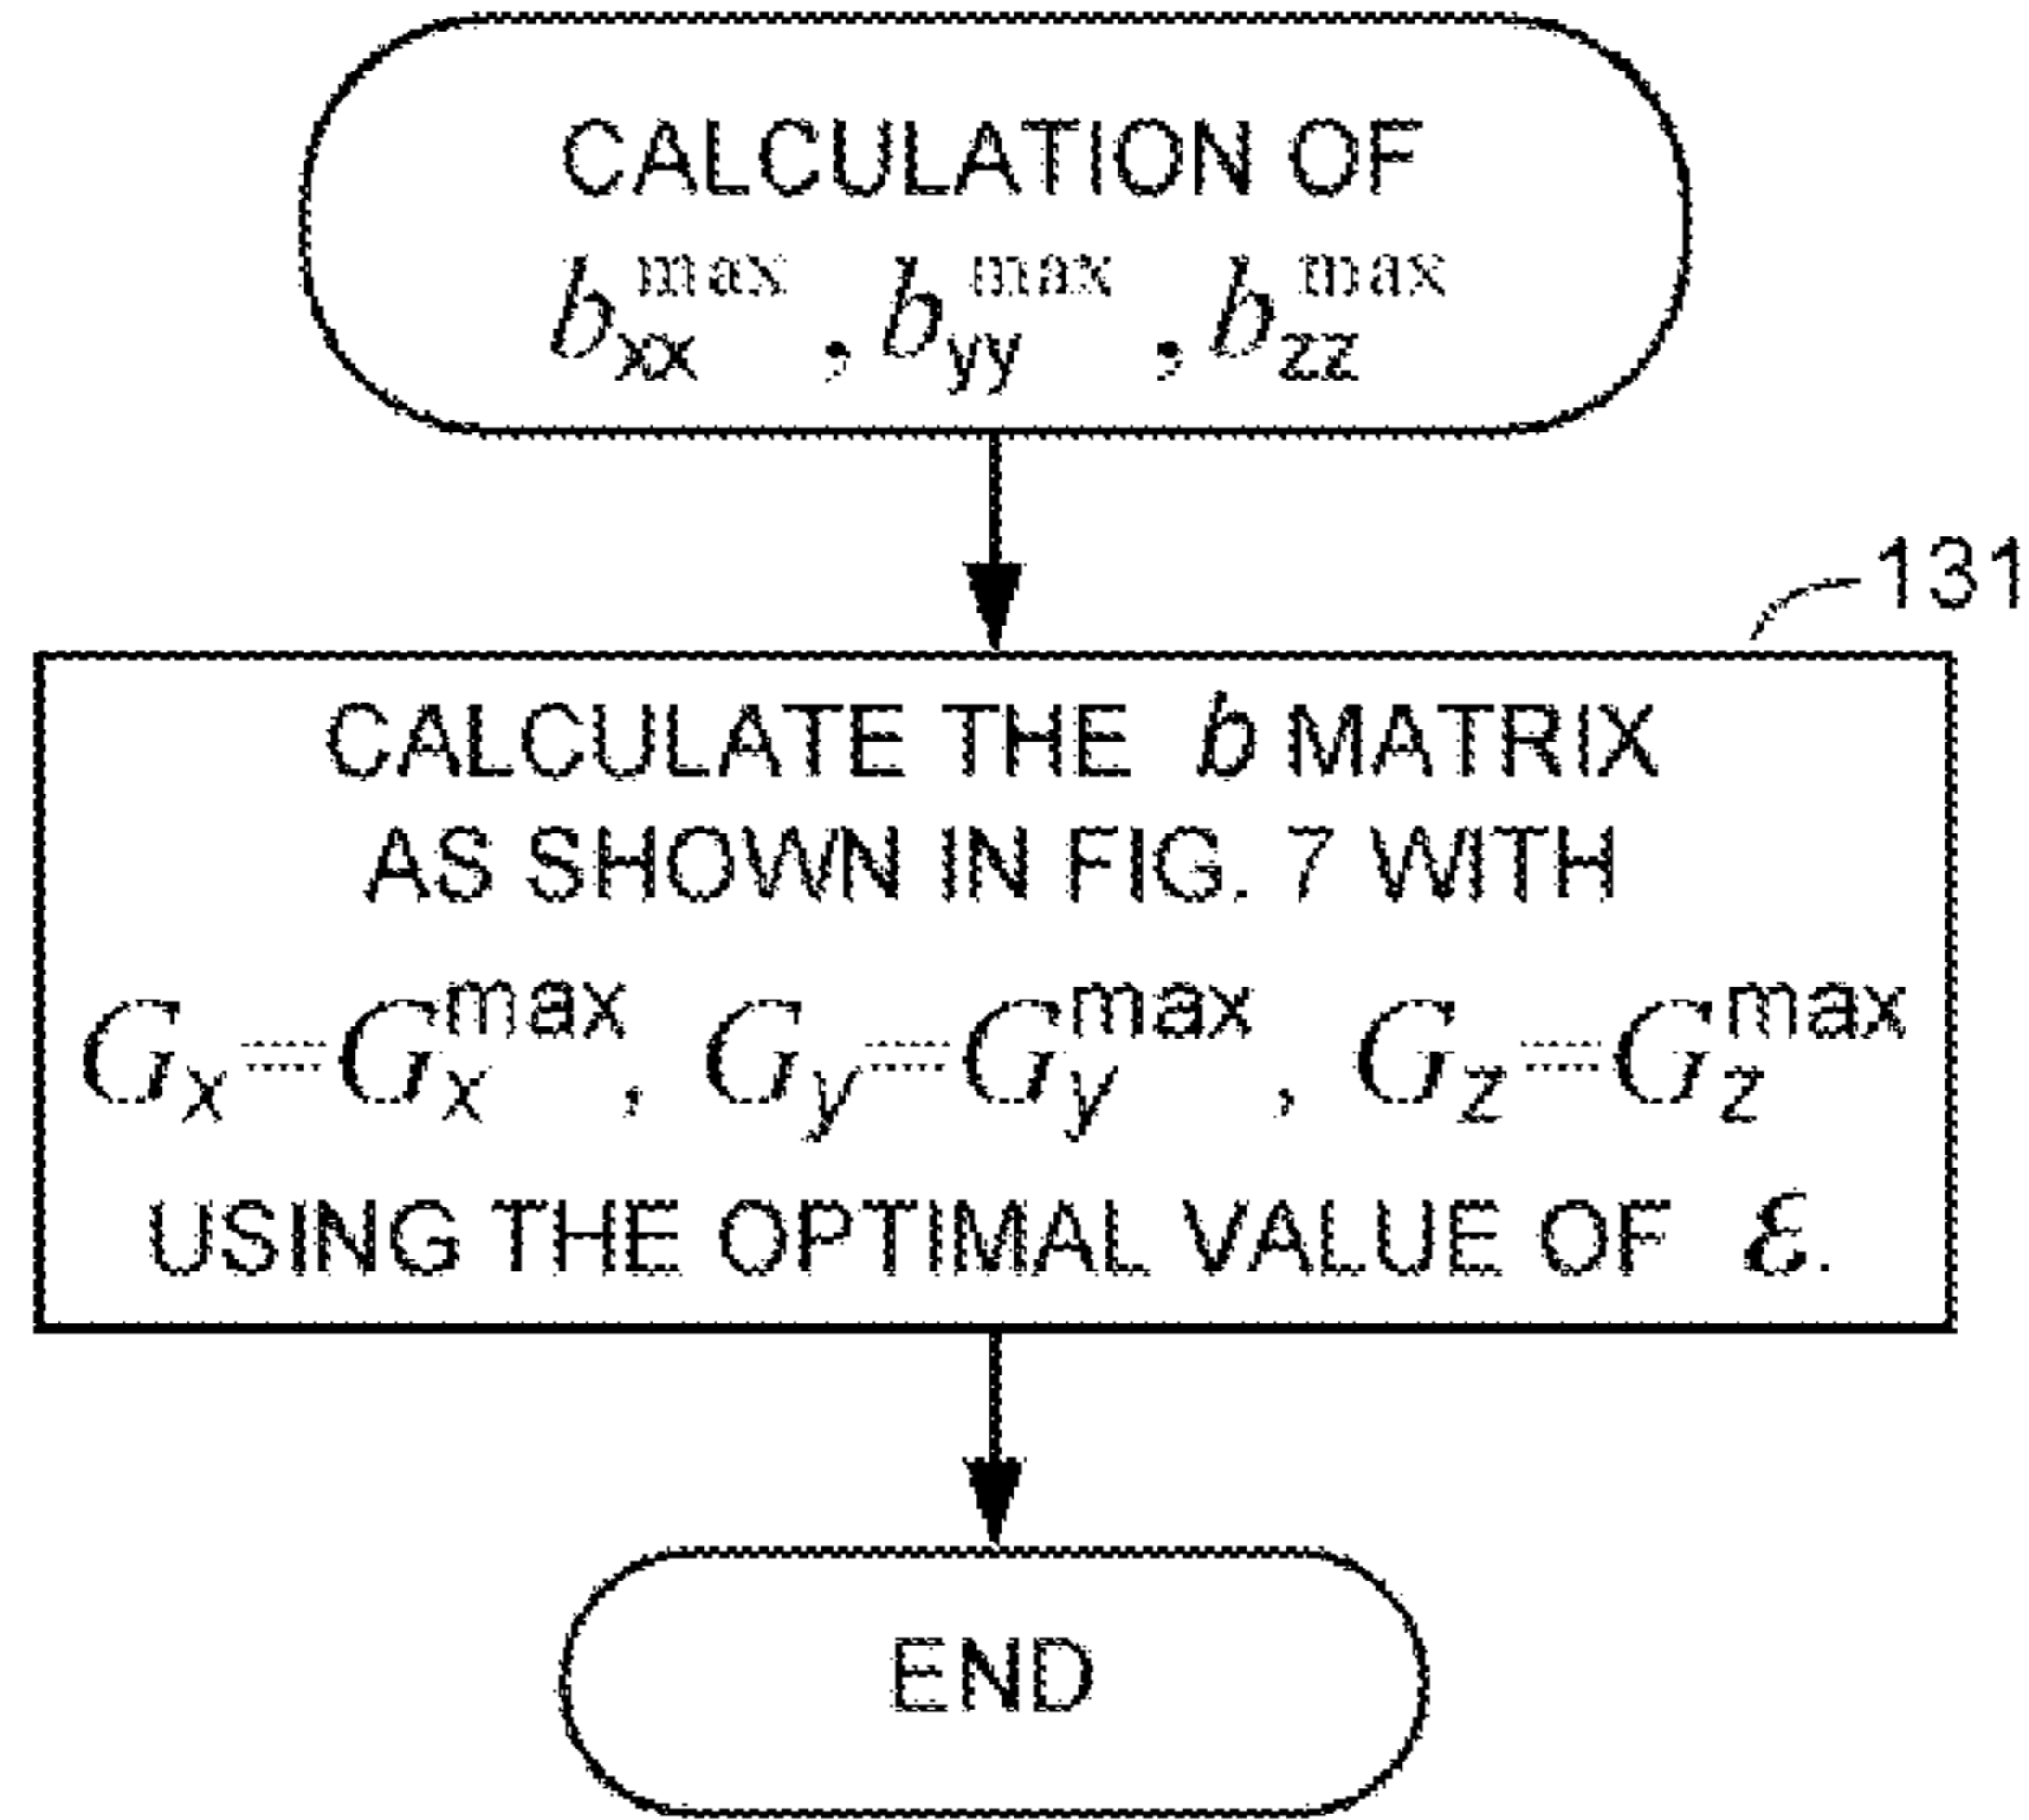 CALCULATION OF
b_xx^max, b_yy^max, b_zz^max
131
CALCULATE THE b MATRIX
AS SHOWN IN FIG. 7 WITH
G_x=G_x^max, G_y=G_y^max, G_z=G_z^max
USING THE OPTIMAL VALUE OF ε.
END